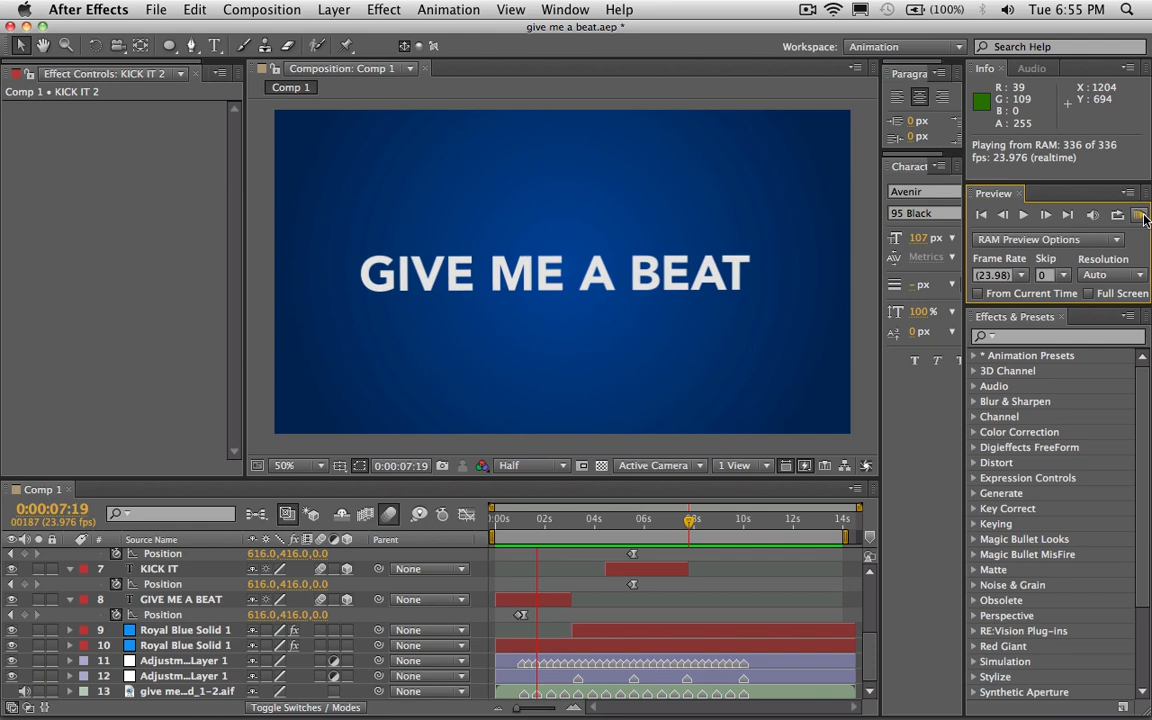 After Effects File Edit Composition Layer Effect Animation View Window Help (100%) Tue 6:55 PM
give me a beat.aep *
Workspace: Animation Search Help
Effect Controls: KICK IT 2
Comp 1 • KICK IT 2
Composition: Comp 1
Comp 1
GIVE ME A BEAT
50% 0:00:07:19 Half Active Camera 1 View
Paragra
0 px
0 px
Charact
Avenir
95 Black
107 px
Metrics
- px
100 %
0 px
T T
Info Audio
R : 39 X : 1204
G : 109 Y : 694
B : 0
A : 255
Playing from RAM: 336 of 336
fps: 23.976 (realtime)
Preview
RAM Preview Options
Frame Rate Skip Resolution
(23.98) 0 Auto
From Current Time Full Screen
Effects & Presets
* Animation Presets
3D Channel
Audio
Blur & Sharpen
Channel
Color Correction
Digieffects FreeForm
Distort
Expression Controls
Generate
Key Correct
Keying
Magic Bullet Looks
Magic Bullet MisFire
Matte
Noise & Grain
Obsolete
Perspective
RE:Vision Plug-ins
Red Giant
Simulation
Stylize
Synthetic Aperture
Comp 1
0:00:07:19
00187 (23.976 fps)
:00s 02s 04s 06s 08s 10s 12s 14s
# Source Name Parent
Position 616.0,416.0,0.0
7 T KICK IT None
Position 616.0,416.0,0.0
8 T GIVE ME A BEAT None
Position 616.0,416.0,0.0
9 Royal Blue Solid 1 fx None
10 Royal Blue Solid 1 fx None
11 Adjustm...Layer 1 None
12 Adjustm...Layer 1 None
13 give me...d_1-2.aif None
Toggle Switches / Modes